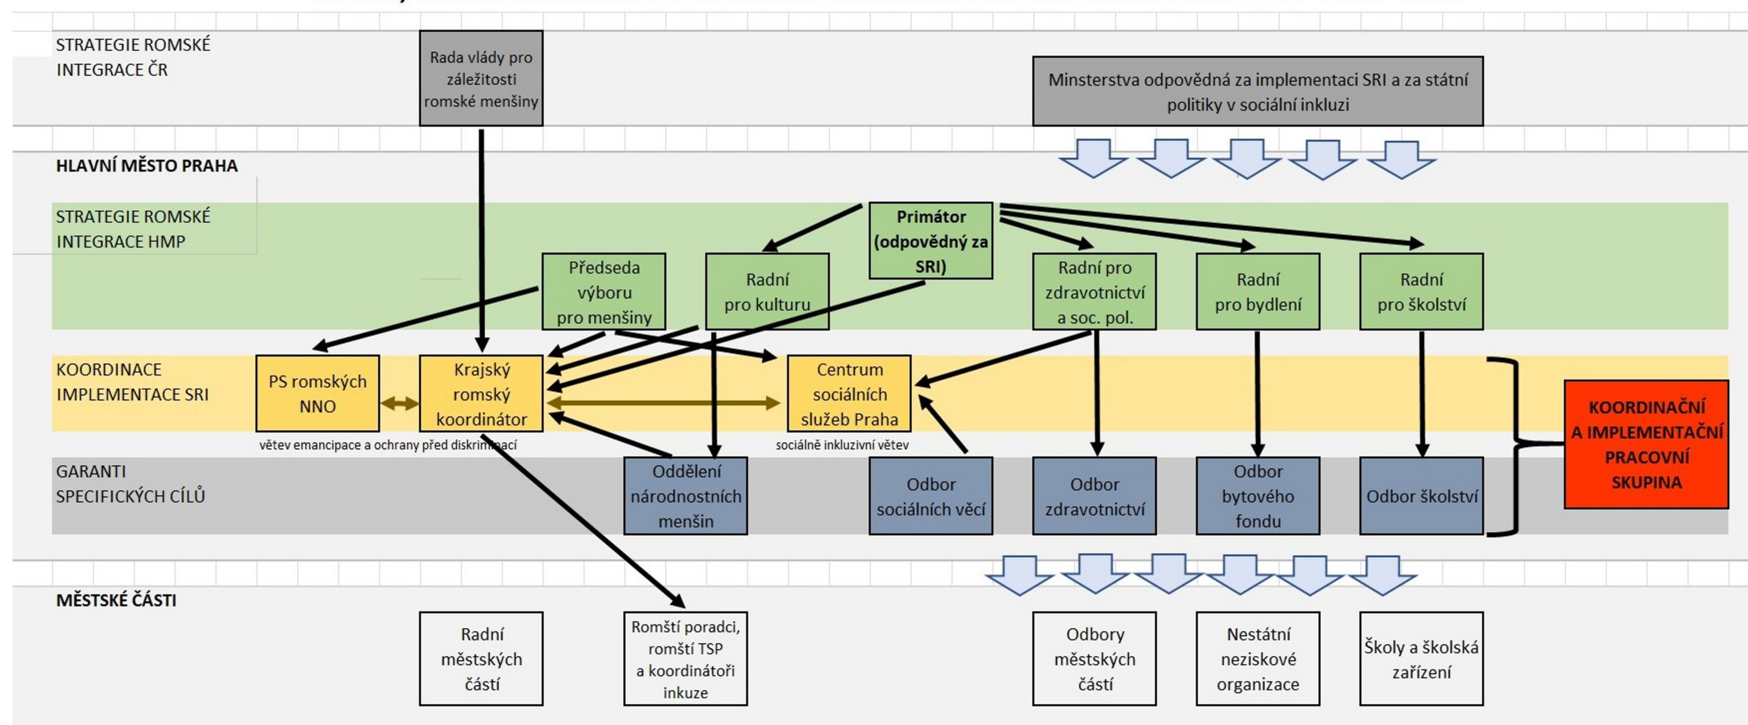 STRATEGIE ROMSKÉ
INTEGRACE ČR
Rada vlády pro
záležitosti
romské menšiny
Minsterstva odpovědná za implementaci SRI a za státní
politiky v sociální inkluzi
HLAVNÍ MĚSTO PRAHA
STRATEGIE ROMSKÉ
INTEGRACE HMP
Předseda
výboru
pro menšiny
Radní
pro kulturu
Primátor
(odpovědný za
SRI)
Radní pro
zdravotnictví
a soc. pol.
Radní
pro bydlení
Radní
pro školství
KOORDINACE
IMPLEMENTACE SRI
PS romských
NNO
Krajský
romský
koordinátor
Centrum
sociálních
služeb Praha
KOORDINAČNÍ
A IMPLEMENTAČNÍ
PRACOVNÍ
SKUPINA
větev emancipace a ochrany před diskriminací
sociálně inkluzivní větev
GARANTI
SPECIFICKÝCH CÍLŮ
Oddělení
národnostních
menšin
Odbor
sociálních věcí
Odbor
zdravotnictví
Odbor
bytového
fondu
Odbor školství
MĚSTSKÉ ČÁSTI
Radní
městských
částí
Romští poradci,
romští TSP
a koordinátoři
inkuze
Odbory
městských
částí
Nestátní
neziskové
organizace
Školy a školská
zařízení